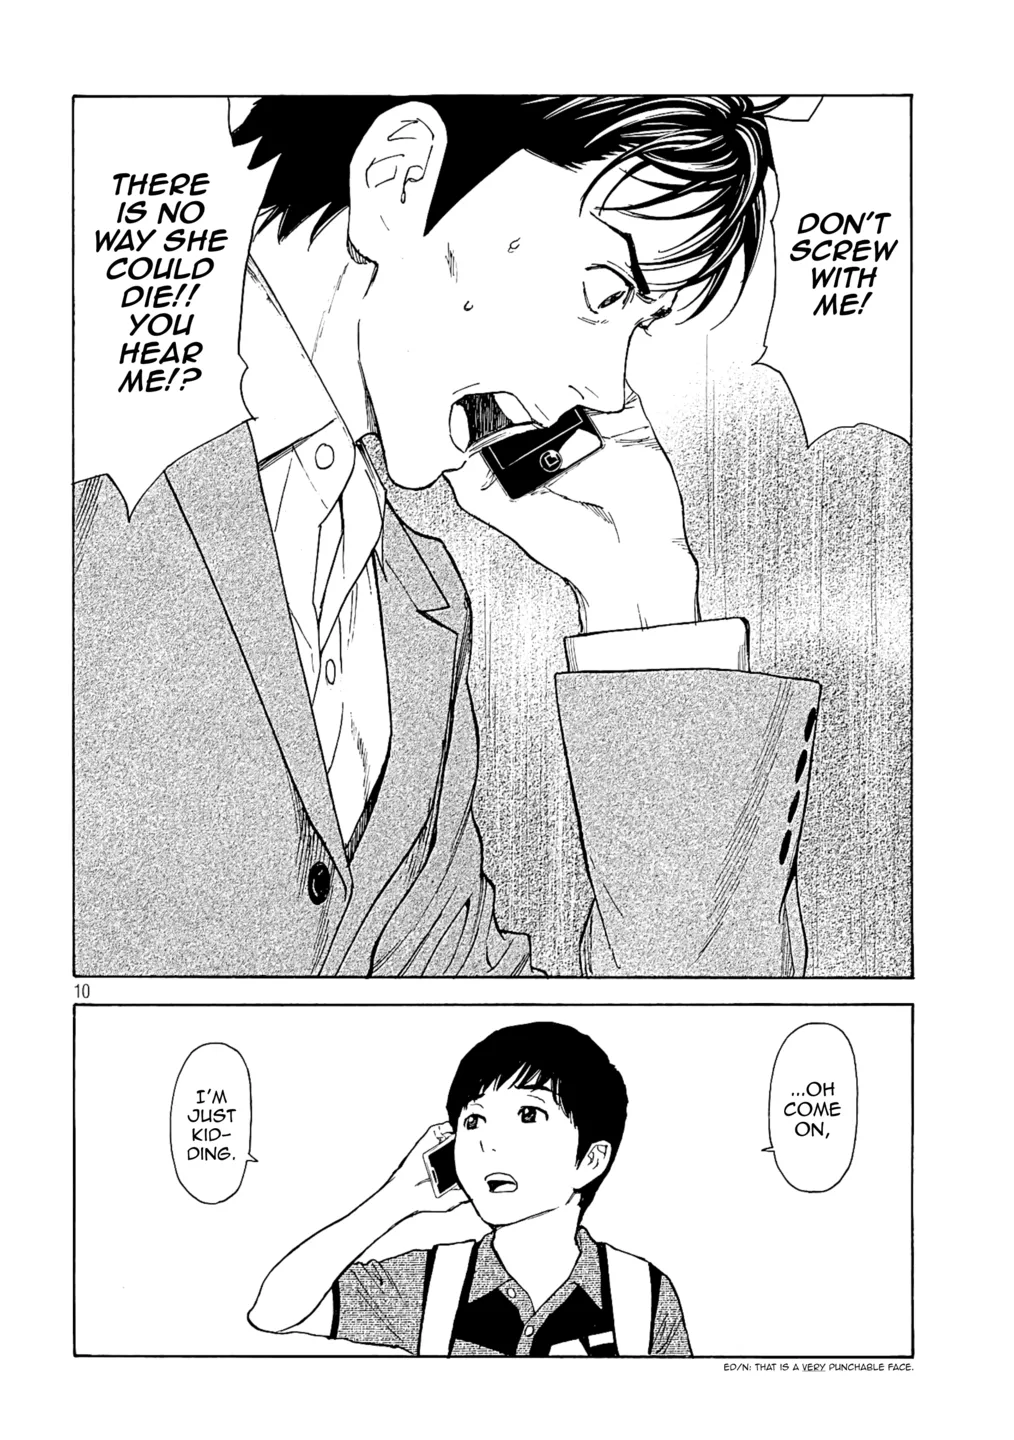 DON'T
SCREW
WITH
ME!
THERE
IS NO
WAY SHE
COULD
DIE!!
YOU
HEAR
ME!?
10
...OH
COME
ON,
I'M
JUST
KID-
DING.
ED/N: THAT IS A VERY PUNCHABLE FACE.